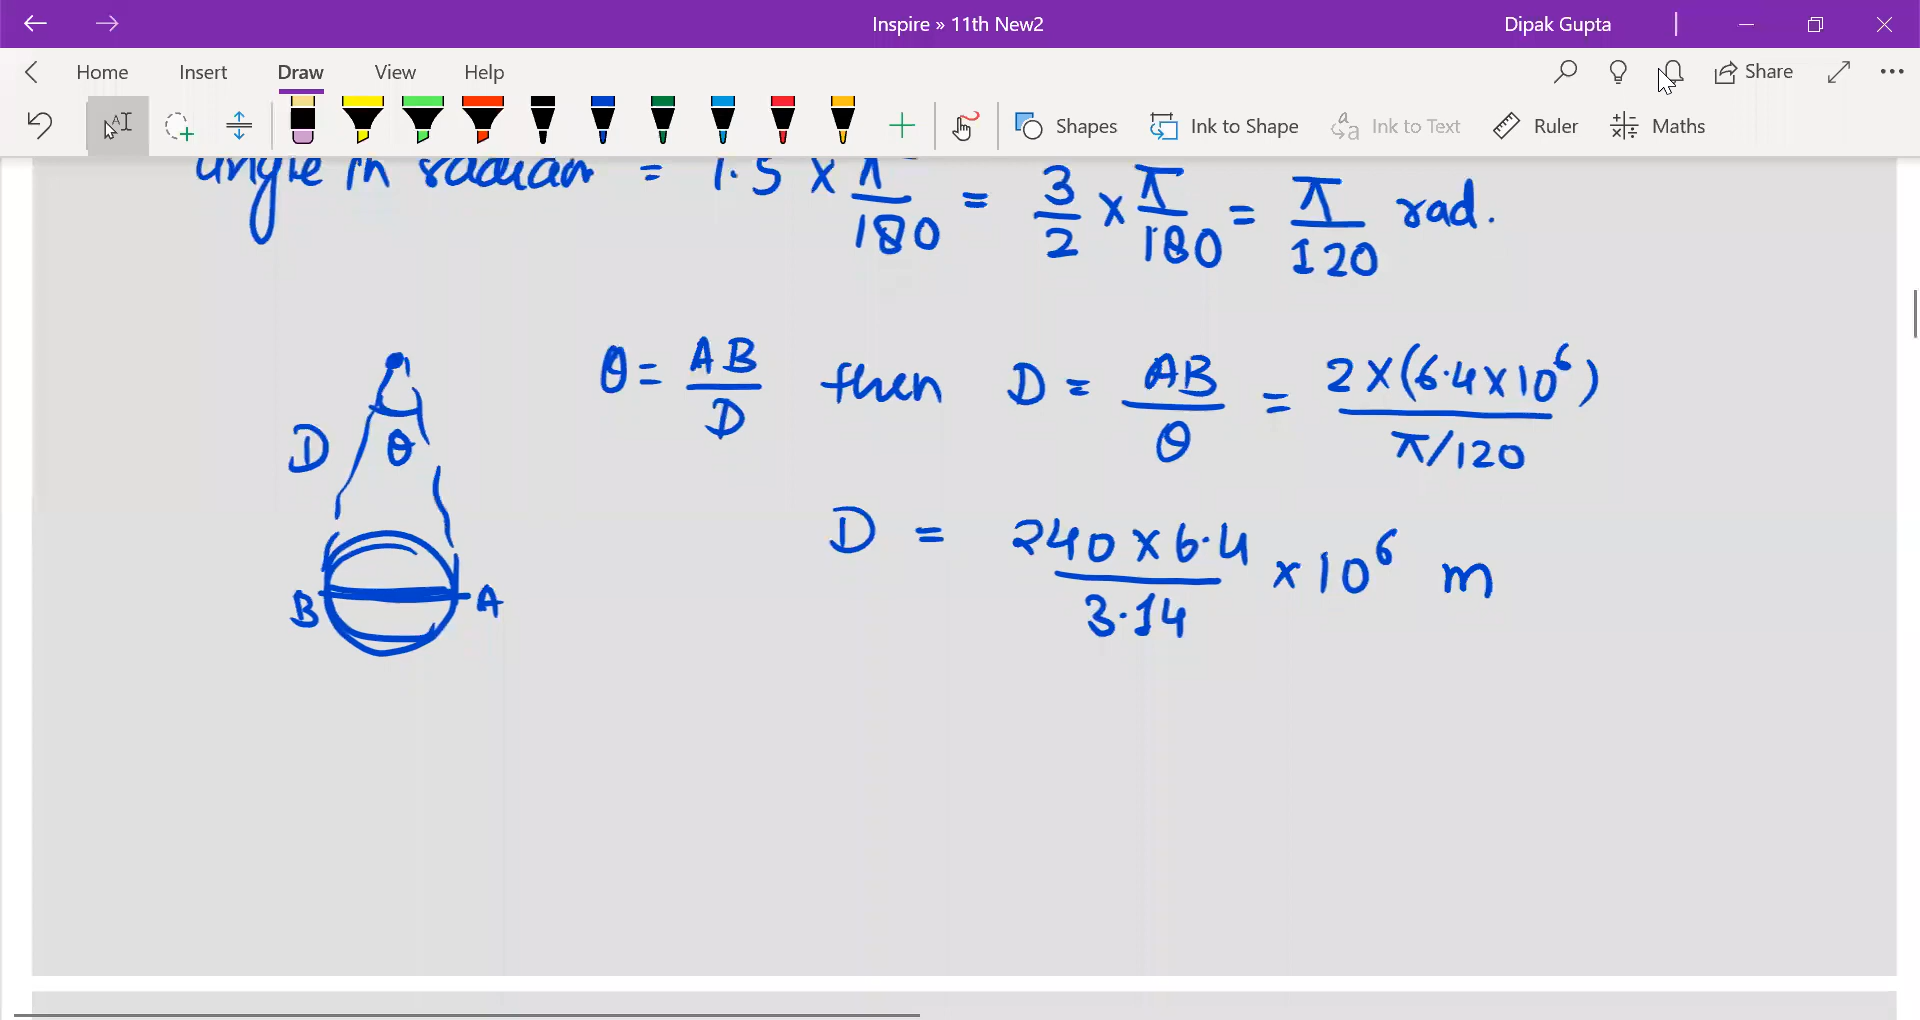 Inspire » 11th New2
Dipak Gupta
Home Insert Draw View Help
Share
Shapes Ink to Shape Ink to Text Ruler Maths
angle in radian = 1.5 × π/180 = 3/2 × π/180 = π/120 rad.
θ = AB/D then D = AB/θ = 2×(6.4×10⁶)/(π/120)
D
θ
D = (240×6.4)/3.14 × 10⁶ m
B A